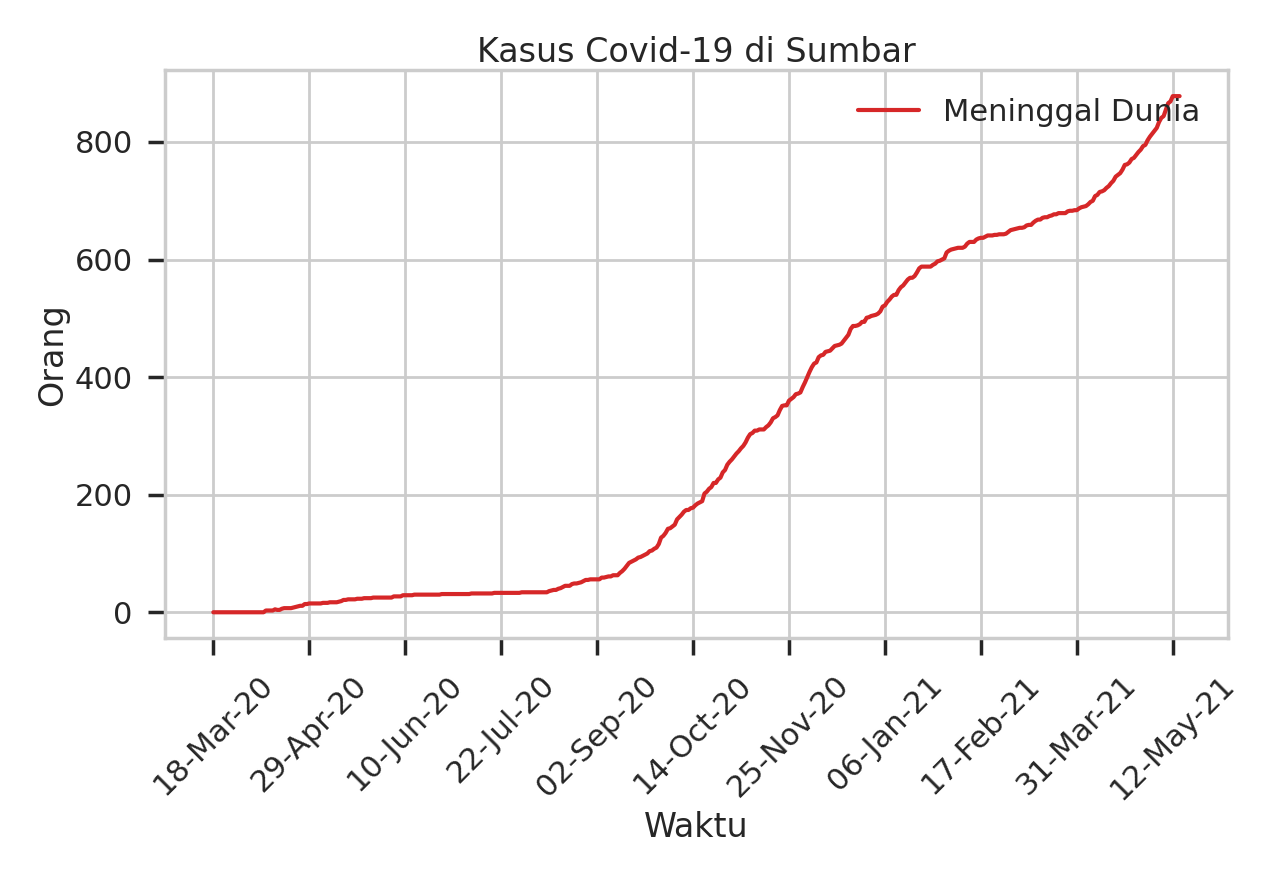 Kasus Covid-19 di Sumbar
Meninggal Dunia
Orang
800
600
400
200
0
18-Mar-20
29-Apr-20
10-Jun-20
22-Jul-20
02-Sep-20
14-Oct-20
25-Nov-20
06-Jan-21
17-Feb-21
31-Mar-21
12-May-21
Waktu